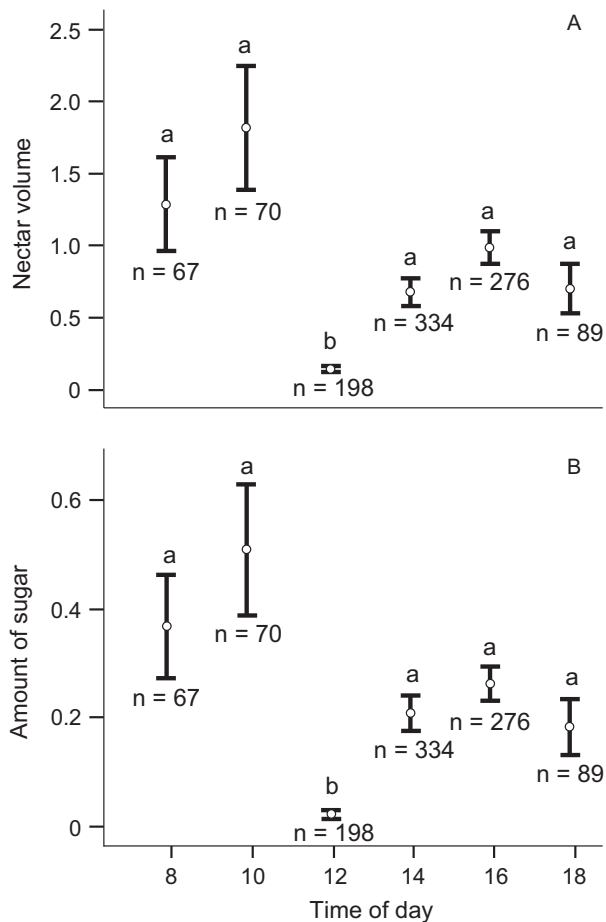 A
2.5
2.0
1.5
1.0
0.5
0
Nectar volume
a
n = 67
a
n = 70
b
n = 198
a
n = 334
a
n = 276
a
n = 89
B
0.6
0.4
0.2
0
Amount of sugar
a
n = 67
a
n = 70
b
n = 198
a
n = 334
a
n = 276
a
n = 89
8 10 12 14 16 18
Time of day